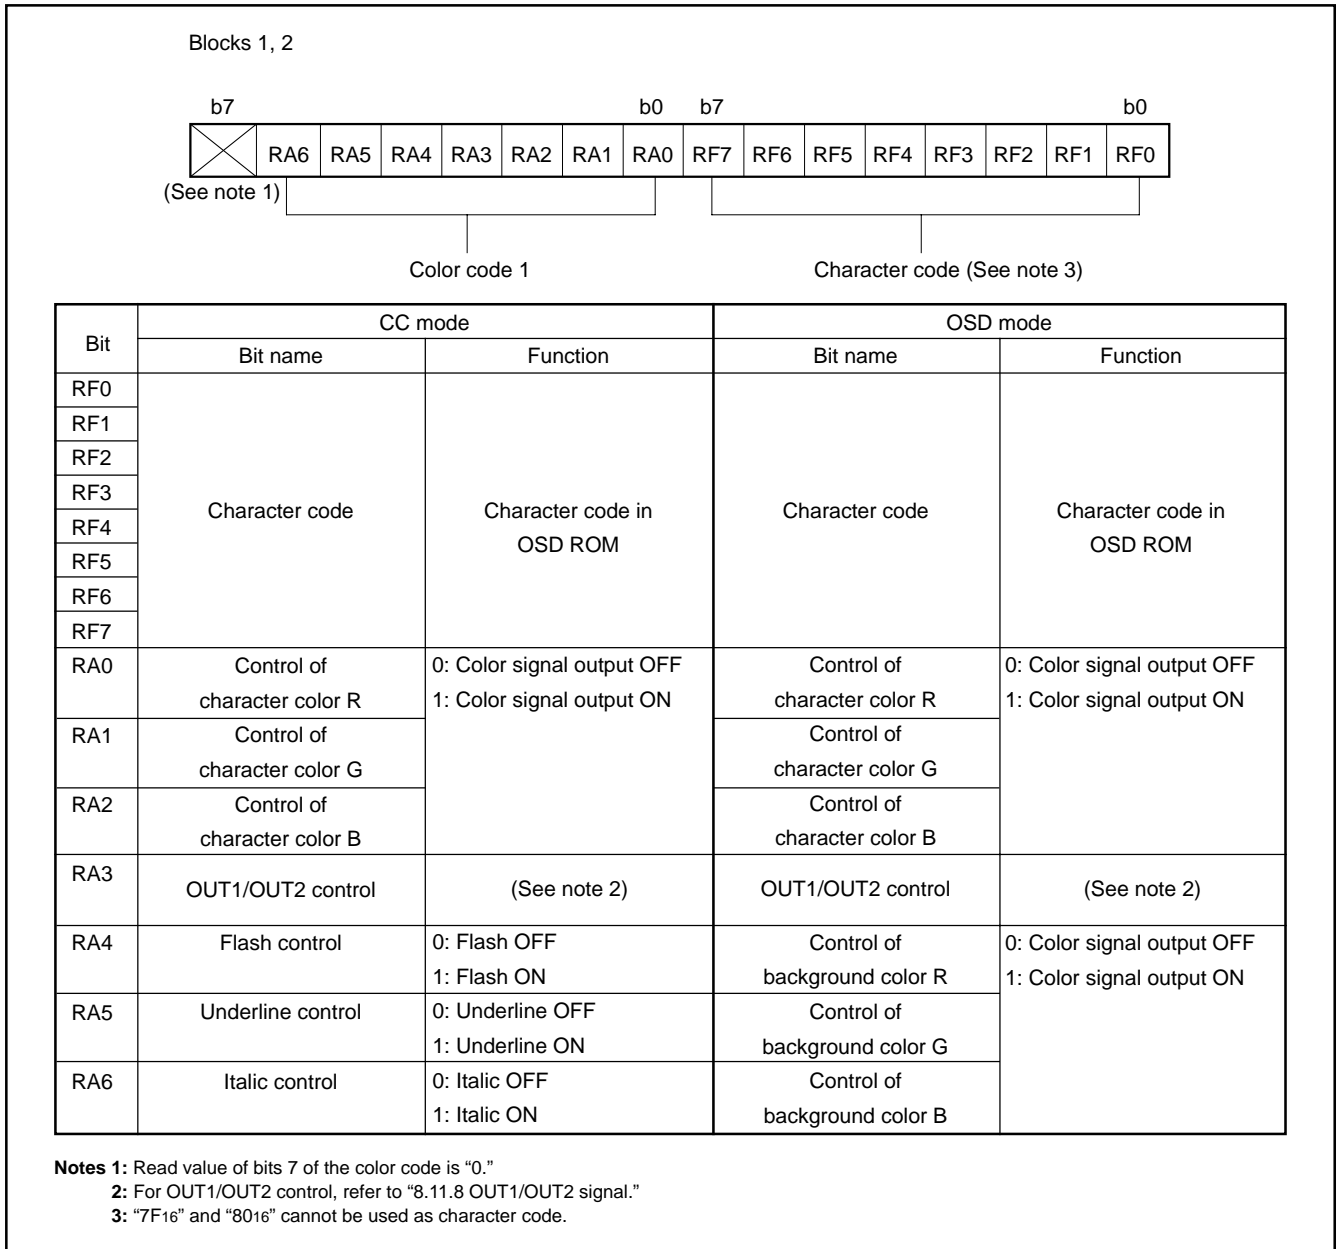 Blocks 1, 2
b7 b0 b7 b0
RA6 RA5 RA4 RA3 RA2 RA1 RA0 RF7 RF6 RF5 RF4 RF3 RF2 RF1 RF0
(See note 1)
Color code 1 Character code (See note 3)
Bit CC mode OSD mode
Bit name Function Bit name Function
RF0
RF1
RF2
RF3
RF4
RF5
RF6
RF7
Character code Character code in Character code Character code in
OSD ROM OSD ROM
RA0 Control of 0: Color signal output OFF Control of 0: Color signal output OFF
character color R 1: Color signal output ON character color R 1: Color signal output ON
RA1 Control of Control of
character color G character color G
RA2 Control of Control of
character color B character color B
RA3 OUT1/OUT2 control (See note 2) OUT1/OUT2 control (See note 2)
RA4 Flash control 0: Flash OFF Control of 0: Color signal output OFF
1: Flash ON background color R 1: Color signal output ON
RA5 Underline control 0: Underline OFF Control of
1: Underline ON background color G
RA6 Italic control 0: Italic OFF Control of
1: Italic ON background color B
Notes 1: Read value of bits 7 of the color code is “0.”
2: For OUT1/OUT2 control, refer to “8.11.8 OUT1/OUT2 signal.”
3: “7F16” and “8016” cannot be used as character code.